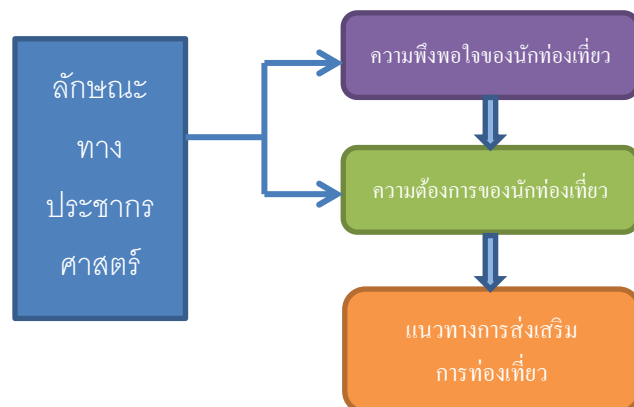 ลักษณะ
ทาง
ประชากร
ศาสตร์
ความพึงพอใจของนักท่องเที่ยว
ความต้องการของนักท่องเที่ยว
แนวทางการส่งเสริม
การท่องเที่ยว